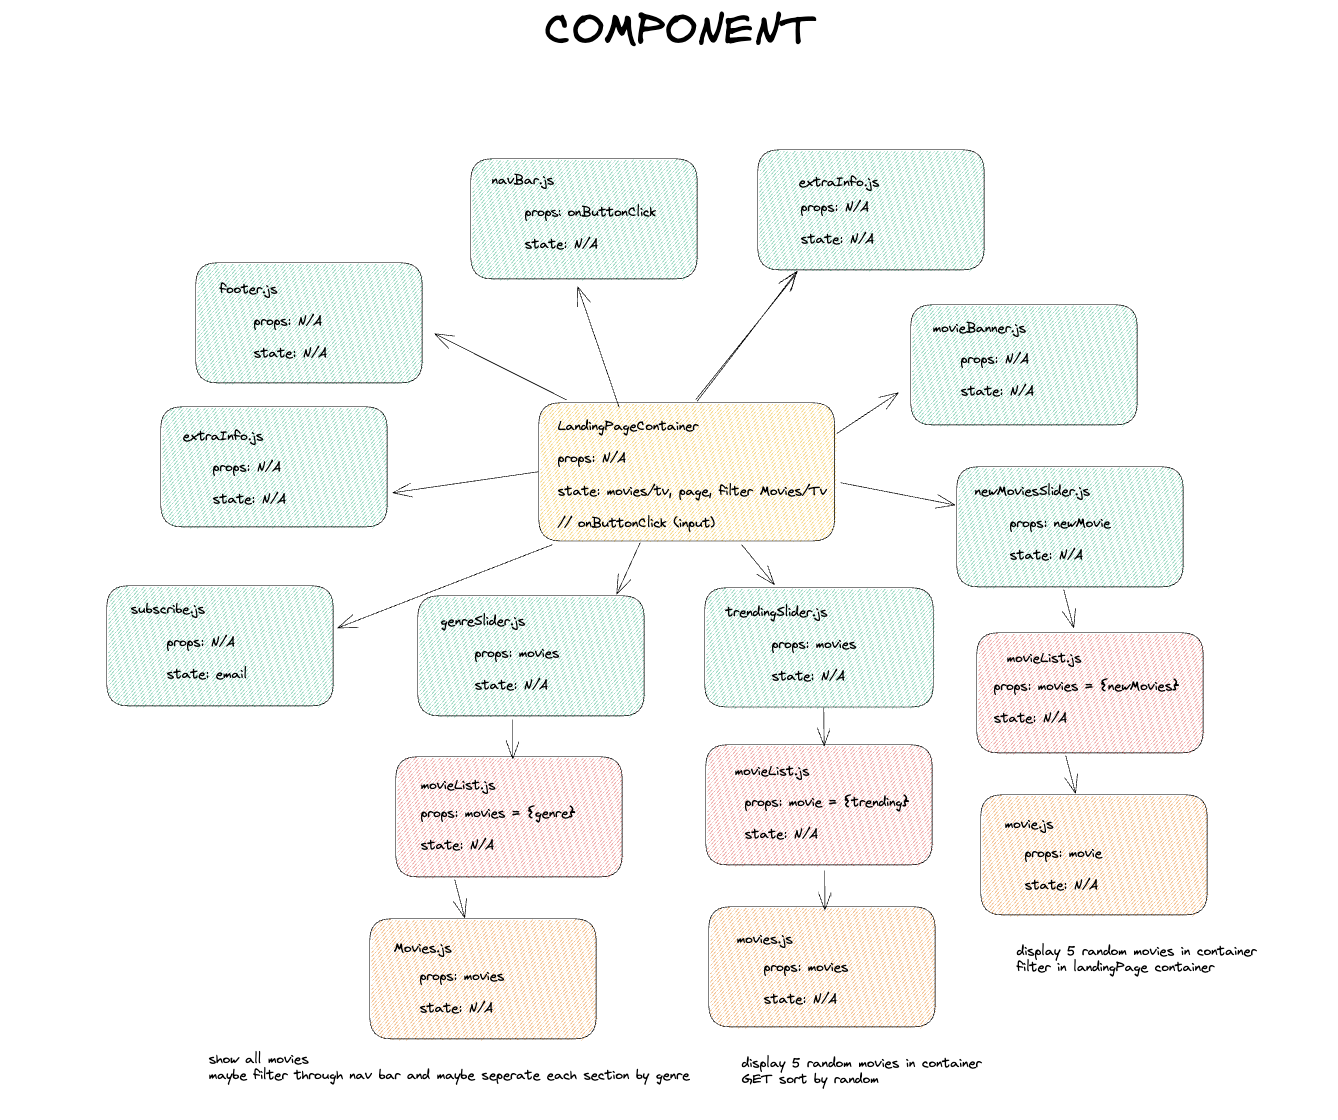 COMPONENT
navBar.js
props: onButtonClick
state: N/A
extraInfo.js
props: N/A
state: N/A
footer.js
props: N/A
state: N/A
movieBanner.js
props: N/A
state: N/A
extraInfo.js
props: N/A
state: N/A
LandingPageContainer
props: N/A
state: movies/tv, page, filter Movies/Tv
// onButtonClick (input)
newMoviesSlider.js
props: newMovie
state: N/A
subscribe.js
props: N/A
state: email
genreSlider.js
props: movies
state: N/A
trendingSlider.js
props: movies
state: N/A
movieList.js
props: movies = {newMovies}
state: N/A
movieList.js
props: movies = {genre}
state: N/A
movieList.js
props: movie = {trending}
state: N/A
movie.js
props: movie
state: N/A
Movies.js
props: movies
state: N/A
movies.js
props: movies
state: N/A
display 5 random movies in container
filter in landingPage container
show all movies
maybe filter through nav bar and maybe seperate each section by genre
display 5 random movies in container
GET sort by random